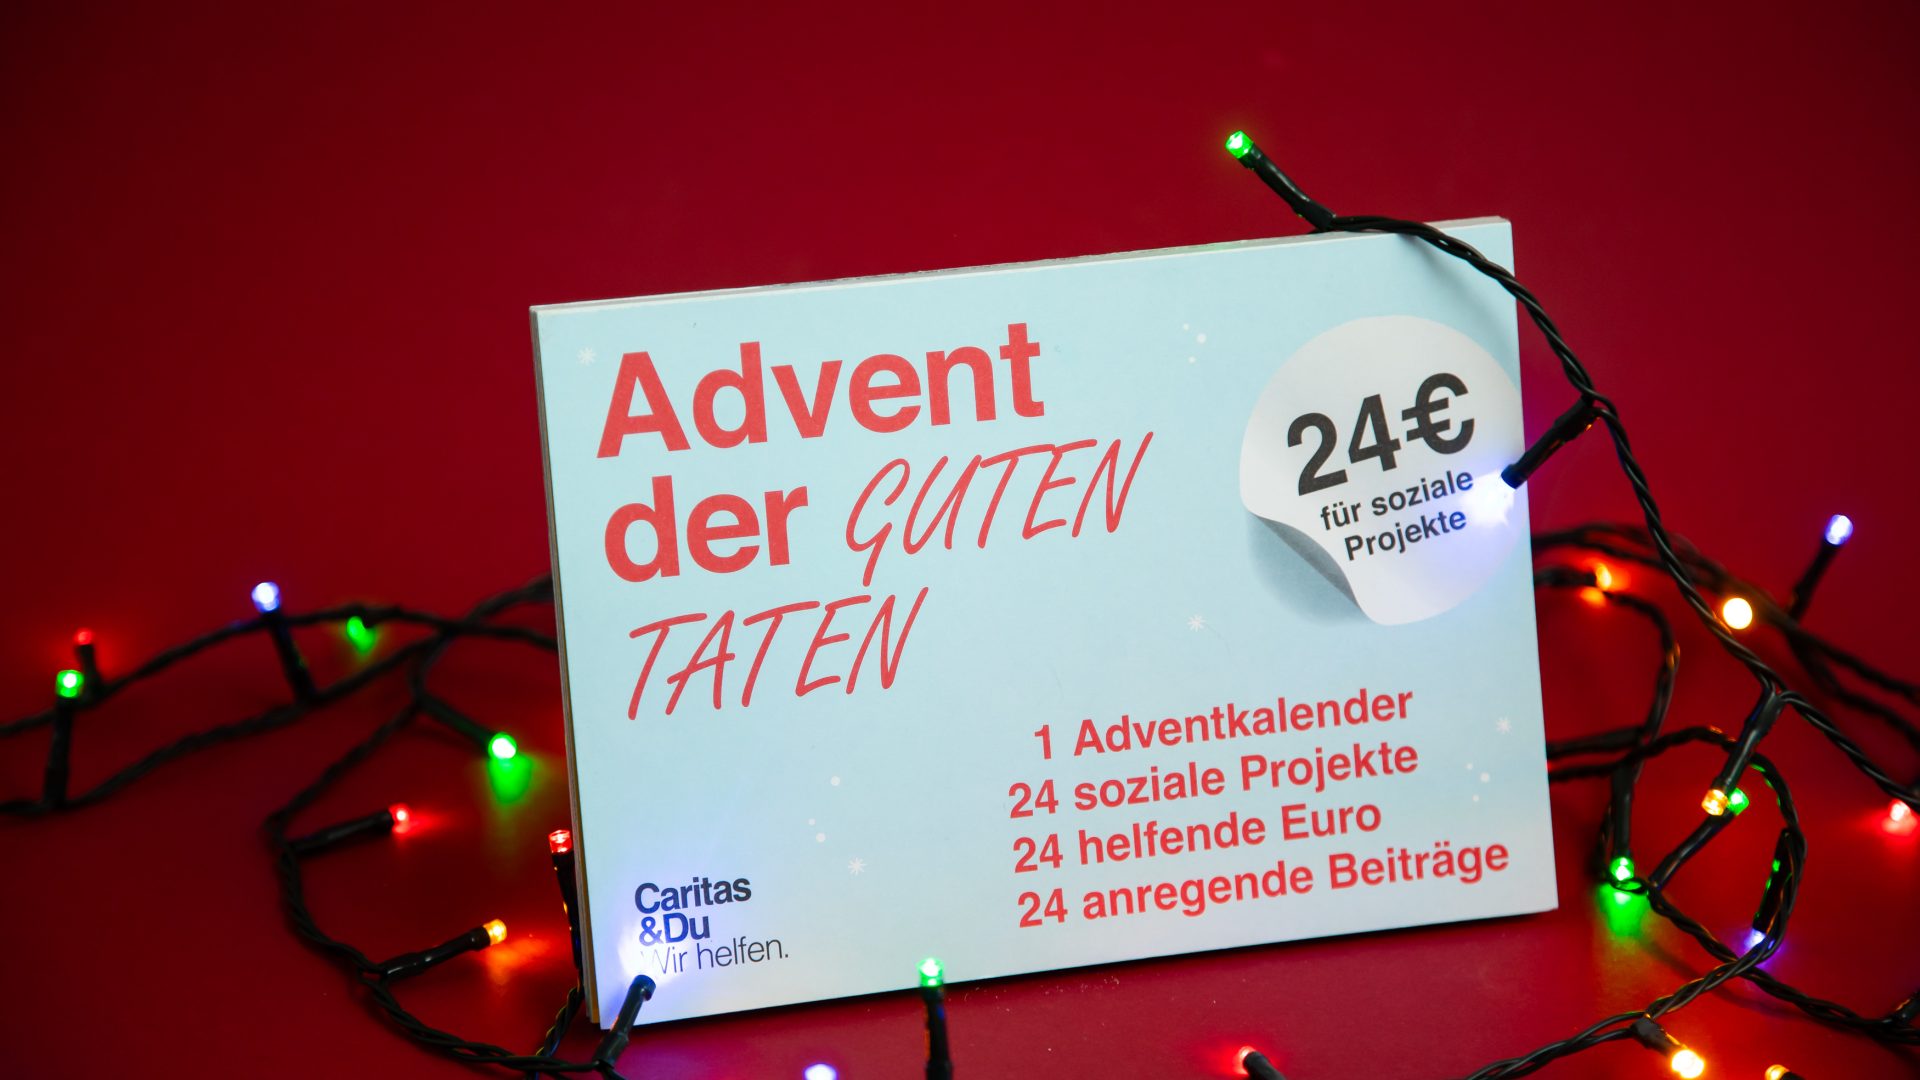 Advent
der GUTEN
TATEN
24€
für soziale
Projekte
1 Adventkalender
24 soziale Projekte
24 helfende Euro
24 anregende Beiträge
Caritas
&Du
Wir helfen.